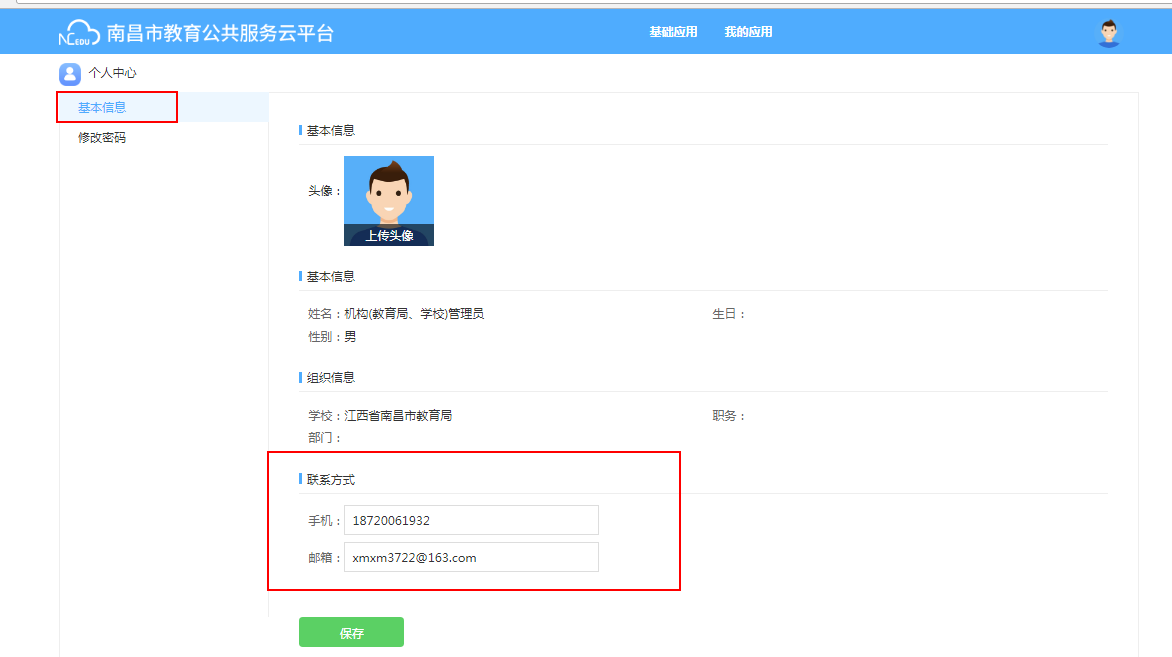 NCEDU 南昌市教育公共服务云平台 基础应用 我的应用
个人中心
基本信息
修改密码
基本信息
头像：
上传头像
基本信息
姓名：机构(教育局、学校)管理员 生日：
性别：男
组织信息
学校：江西省南昌市教育局 职务：
部门：
联系方式
手机：18720061932
邮箱：xmxm3722@163.com
保存